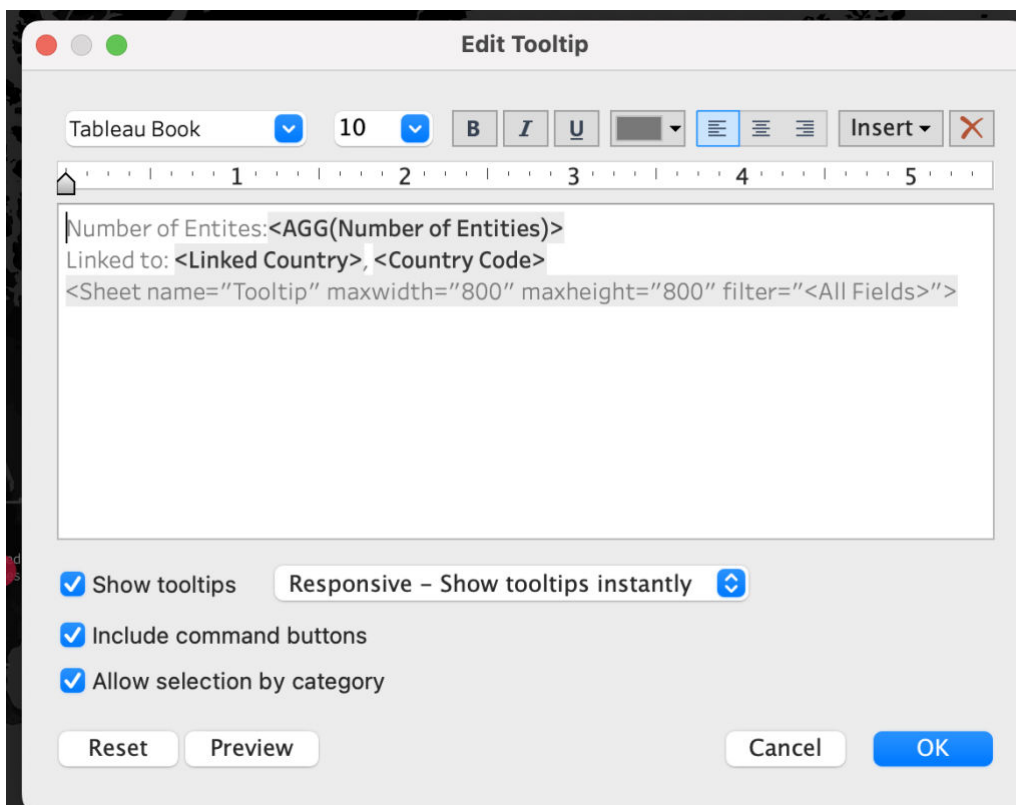 Edit Tooltip
Tableau Book 10 B I U Insert
1 2 3 4 5
Number of Entites:<AGG(Number of Entities)>
Linked to: <Linked Country>, <Country Code>
<Sheet name="Tooltip" maxwidth="800" maxheight="800" filter="<All Fields>">
Show tooltips Responsive – Show tooltips instantly
Include command buttons
Allow selection by category
Reset Preview Cancel OK